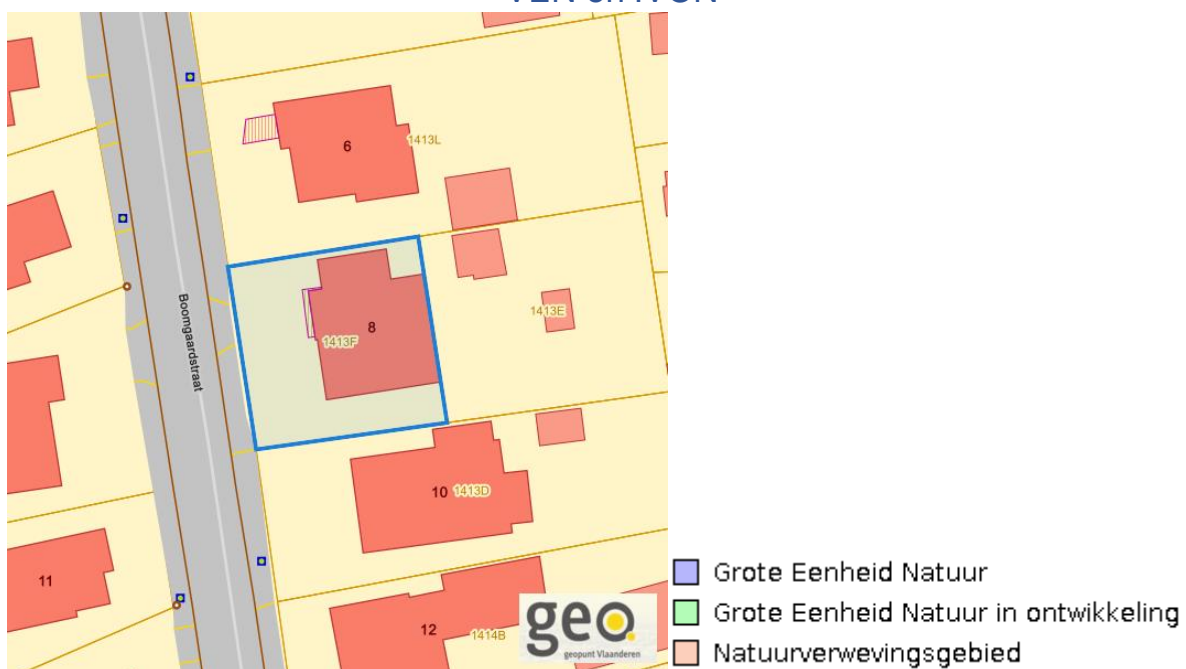 6
1413L
8
1413F
1413E
Boomgaardstraat
10
1413D
11
12
1414B
geo
geopunt Vlaanderen
Grote Eenheid Natuur
Grote Eenheid Natuur in ontwikkeling
Natuurverwevingsgebied